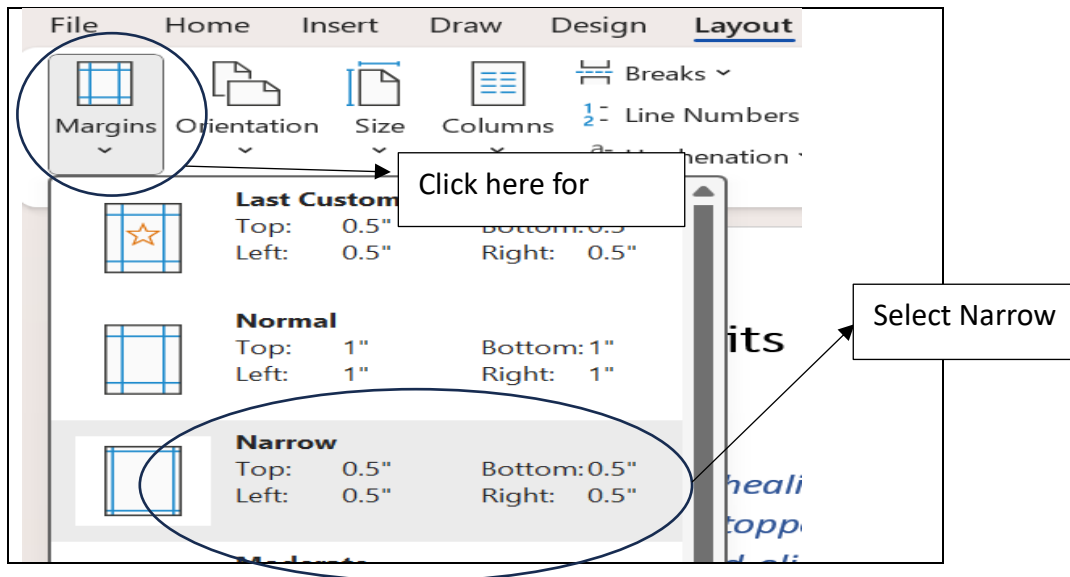 File Home Insert Draw Design Layout
Breaks
Margins Orientation Size Columns
Line Numbers
Click here for
Last Custom
Top: 0.5"
Left: 0.5" Right: 0.5"
Normal
Top: 1" Bottom: 1"
Left: 1" Right: 1"
its
Select Narrow
Narrow
Top: 0.5" Bottom: 0.5"
Left: 0.5" Right: 0.5"